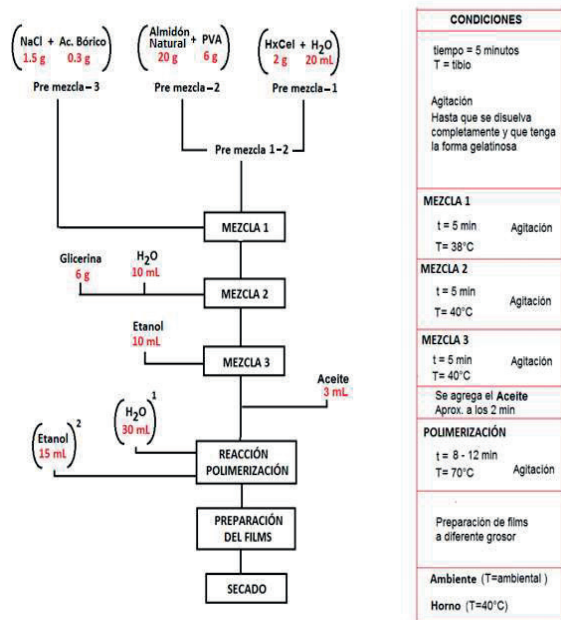 (NaCl + Ac. Bórico)
1.5 g 0.3 g
Pre mezcla-3
(Almidón Natural + PVA)
20 g 6 g
Pre mezcla-2
(HxCel + H₂O)
2 g 20 mL
Pre mezcla-1
Pre mezcla 1-2
MEZCLA 1
Glicerina
6 g
H₂O
10 mL
MEZCLA 2
Etanol
10 mL
MEZCLA 3
Aceite
3 mL
(H₂O)¹
30 mL
(Etanol)²
15 mL
REACCIÓN
POLIMERIZACIÓN
PREPARACIÓN
DEL FILMS
SECADO
CONDICIONES
tiempo = 5 minutos
T = tibio
Agitación
Hasta que se disuelva
completamente y que tenga
la forma gelatinosa
MEZCLA 1
t = 5 min Agitación
T= 38°C
MEZCLA 2
t = 5 min
T= 40°C Agitación
MEZCLA 3
t = 5 min Agitación
T= 40°C
Se agrega el Aceite
Aprox. a los 2 min
POLIMERIZACIÓN
t = 8 - 12 min
T= 70°C Agitación
Preparación de films
a diferente grosor
Ambiente (T=ambiental )
Horno (T=40°C)